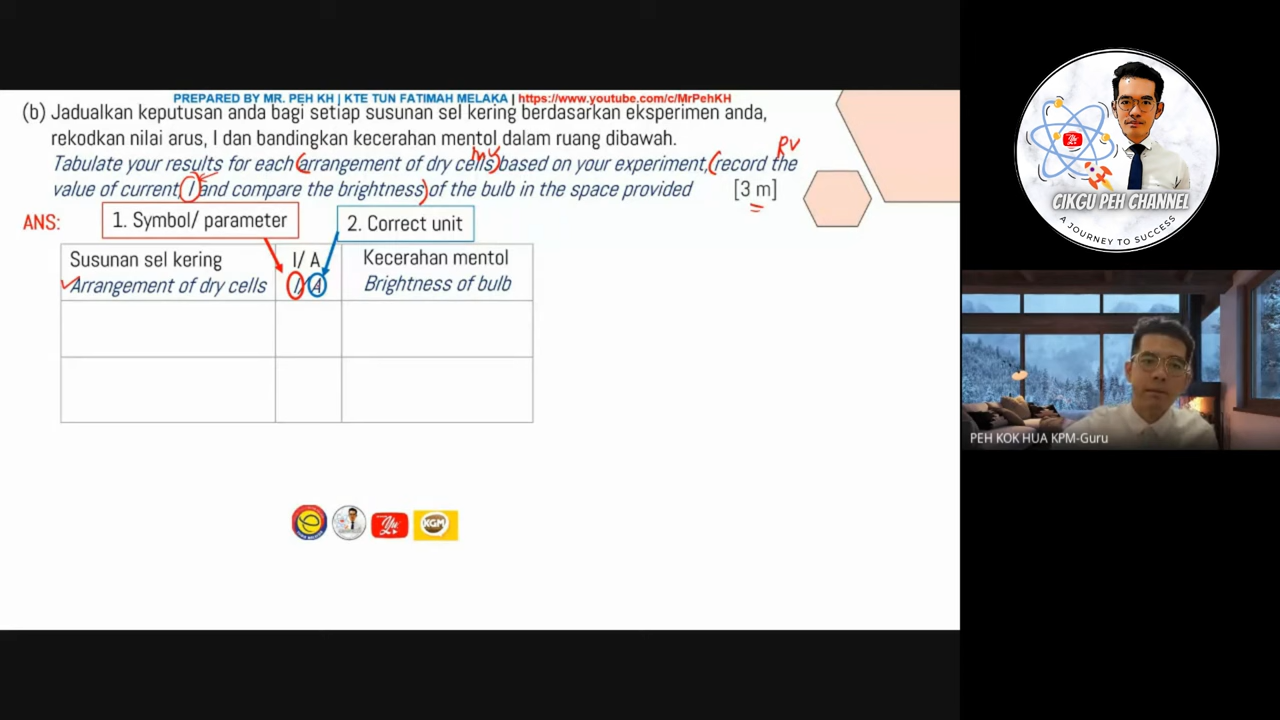 PREPARED BY MR. PEH KH | KTE TUN FATIMAH MELAKA | https://www.youtube.com/c/MrPehKH
(b) Jadualkan keputusan anda bagi setiap susunan sel kering berdasarkan eksperimen anda,
rekodkan nilai arus, I dan bandingkan kecerahan mentol dalam ruang dibawah.
MV
RV
Tabulate your results for each arrangement of dry cells based on your experiment, record the
value of current, I and compare the brightness of the bulb in the space provided [3 m]
ANS:
1. Symbol/ parameter
2. Correct unit
Susunan sel kering I/ A Kecerahan mentol
Arrangement of dry cells I/ A Brightness of bulb
KGM
CIKGU PEH CHANNEL
A JOURNEY TO SUCCESS
PEH KOK HUA KPM-Guru